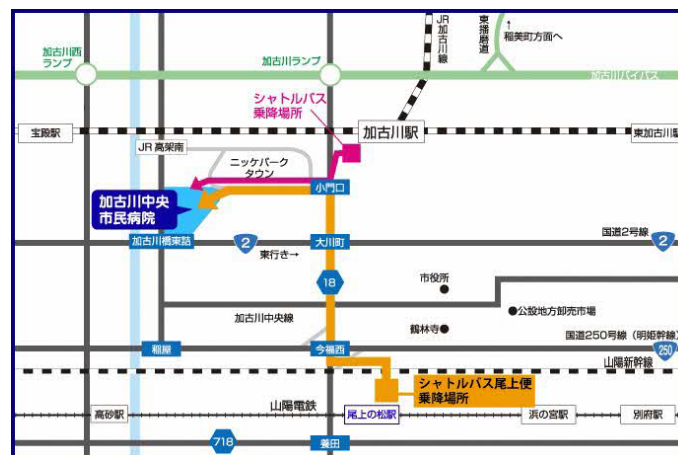 加古川西
ランプ
加古川ランプ
JR
加古川線
東播磨道
↑
稲美町方面へ
加古川バイパス
シャトルバス
乗降場所
宝殿駅
加古川駅
東加古川駅
JR 高架南
ニッケパーク
タウン
小門口
加古川中央
市民病院
加古川橋東詰
2
東行き→
大川町
国道2号線
2
18
市役所
加古川中央線
公設地方卸売市場
鶴林寺
国道250号線（明姫幹線）
250
稲屋
今福西
山陽新幹線
シャトルバス尾上便
乗降場所
山陽電鉄
高砂駅
尾上の松駅
浜の宮駅
別府駅
718
養田